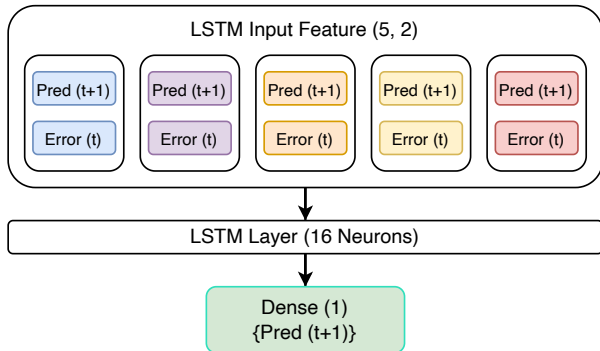 LSTM Input Feature (5, 2)
Pred (t+1) Pred (t+1) Pred (t+1) Pred (t+1) Pred (t+1)
Error (t) Error (t) Error (t) Error (t) Error (t)
LSTM Layer (16 Neurons)
Dense (1)
{Pred (t+1)}